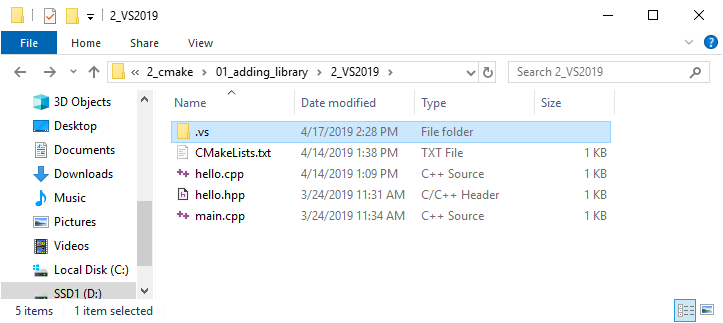 2_VS2019
File Home Share View
2_cmake 01_adding_library 2_VS2019 Search 2_VS2019
3D Objects
Desktop
Documents
Downloads
Music
Pictures
Videos
Local Disk (C:)
SSD1 (D:)
Name Date modified Type Size
.vs 4/17/2019 2:28 PM File folder
CMakeLists.txt 4/14/2019 1:38 PM TXT File 1 KB
hello.cpp 4/14/2019 1:09 PM C++ Source 1 KB
hello.hpp 3/24/2019 11:31 AM C/C++ Header 1 KB
main.cpp 3/24/2019 11:34 AM C++ Source 1 KB
5 items 1 item selected